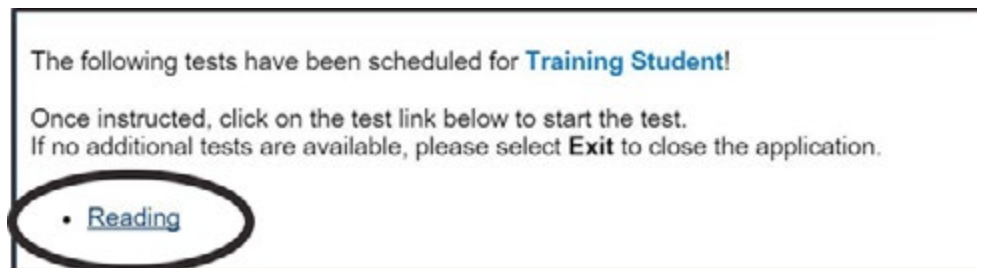 The following tests have been scheduled for Training Student!
Once instructed, click on the test link below to start the test.
If no additional tests are available, please select Exit to close the application.
• Reading